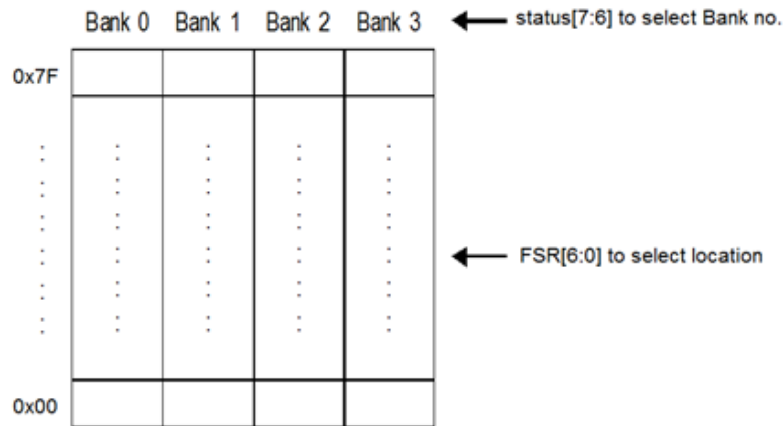 Bank 0 Bank 1 Bank 2 Bank 3 status[7:6] to select Bank no.
0x7F
FSR[6:0] to select location
0x00